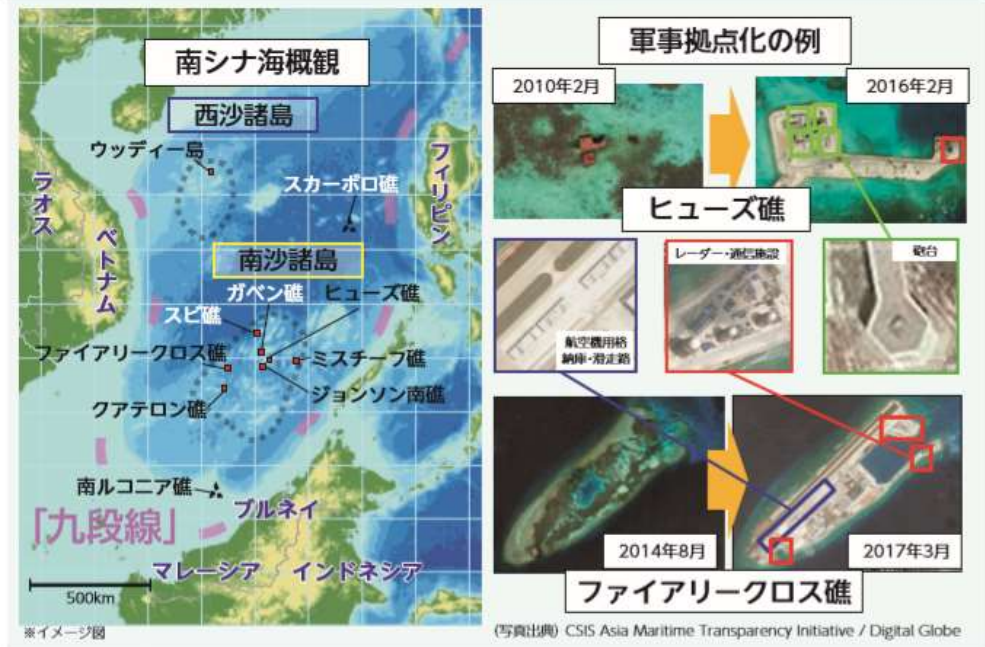 南シナ海概観
西沙諸島
ウッディー島
スカーボロ礁
フィリピン
ラオス
ベトナム
南沙諸島
ガベン礁
ヒューズ礁
スビ礁
ファイアリークロス礁
ミスチーフ礁
ジョンソン南礁
クアテロン礁
南ルコニア礁
ブルネイ
「九段線」
マレーシア
インドネシア
500km
※イメージ図
軍事拠点化の例
2010年2月
2016年2月
ヒューズ礁
航空機用格
納庫・滑走路
レーダー・通信施設
砲台
2014年8月
2017年3月
ファイアリークロス礁
(写真出典) CSIS Asia Maritime Transparency Initiative / Digital Globe